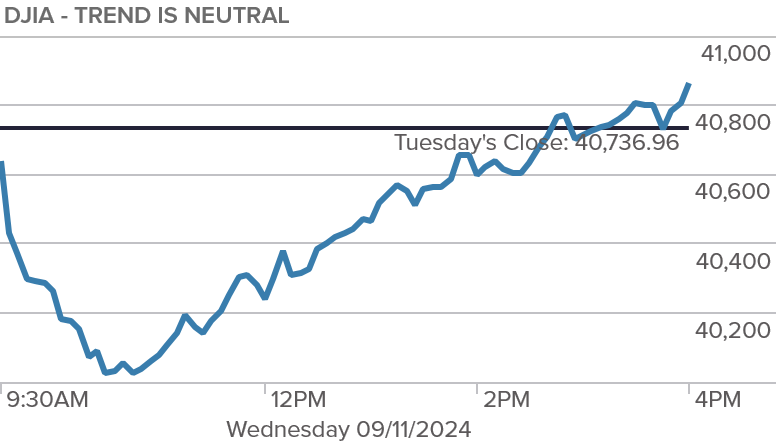 DJIA - TREND IS NEUTRAL
41,000
40,800
Tuesday's Close: 40,736.96
40,600
40,400
40,200
9:30AM 12PM 2PM 4PM
Wednesday 09/11/2024